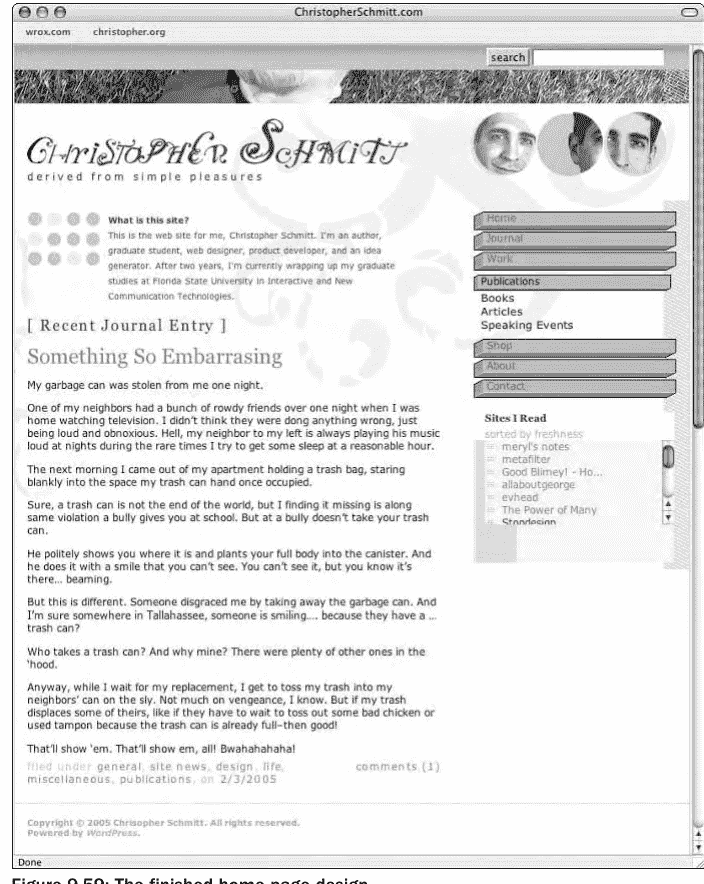 ChristopherSchmitt.com
wrox.com christopher.org
search
CHriSToPHER ScHMiTT
derived from simple pleasures
What is this site?
This is the web site for me, Christopher Schmitt. I'm an author,
graduate student, web designer, product developer, and an idea
generator. After two years, I'm currently wrapping up my graduate
studies at Florida State University in Interactive and New
Communication Technologies.
[ Recent Journal Entry ]
Something So Embarrasing
My garbage can was stolen from me one night.
One of my neighbors had a bunch of rowdy friends over one night when I was
home watching television. I didn't think they were dong anything wrong, just
being loud and obnoxious. Hell, my neighbor to my left is always playing his music
loud at nights during the rare times I try to get some sleep at a reasonable hour.
The next morning I came out of my apartment holding a trash bag, staring
blankly into the space my trash can hand once occupied.
Sure, a trash can is not the end of the world, but I finding it missing is along
same violation a bully gives you at school. But at a bully doesn't take your trash
can.
He politely shows you where it is and plants your full body into the canister. And
he does it with a smile that you can't see. You can't see it, but you know it's
there... beaming.
But this is different. Someone disgraced me by taking away the garbage can. And
I'm sure somewhere in Tallahassee, someone is smiling.... because they have a ...
trash can?
Who takes a trash can? And why mine? There were plenty of other ones in the
'hood.
Anyway, while I wait for my replacement, I get to toss my trash into my
neighbors' can on the sly. Not much on vengeance, I know. But if my trash
displaces some of theirs, like if they have to wait to toss out some bad chicken or
used tampon because the trash can is already full–then good!
That'll show 'em. That'll show em, all! Bwahahahaha!
filed under general, site news, design, life,
miscellaneous, publications, on 2/3/2005
comments (1)
Home
Journal
Work
Publications
Books
Articles
Speaking Events
Shop
About
Contact
Sites I Read
sorted by freshness
meryl's notes
metafilter
Good Blimey! - Ho...
allaboutgeorge
evhead
The Power of Many
Stopdesign
Copyright © 2005 Chrisopher Schmitt. All rights reserved.
Powered by WordPress.
Done
Figure 9-59: The finished home page design